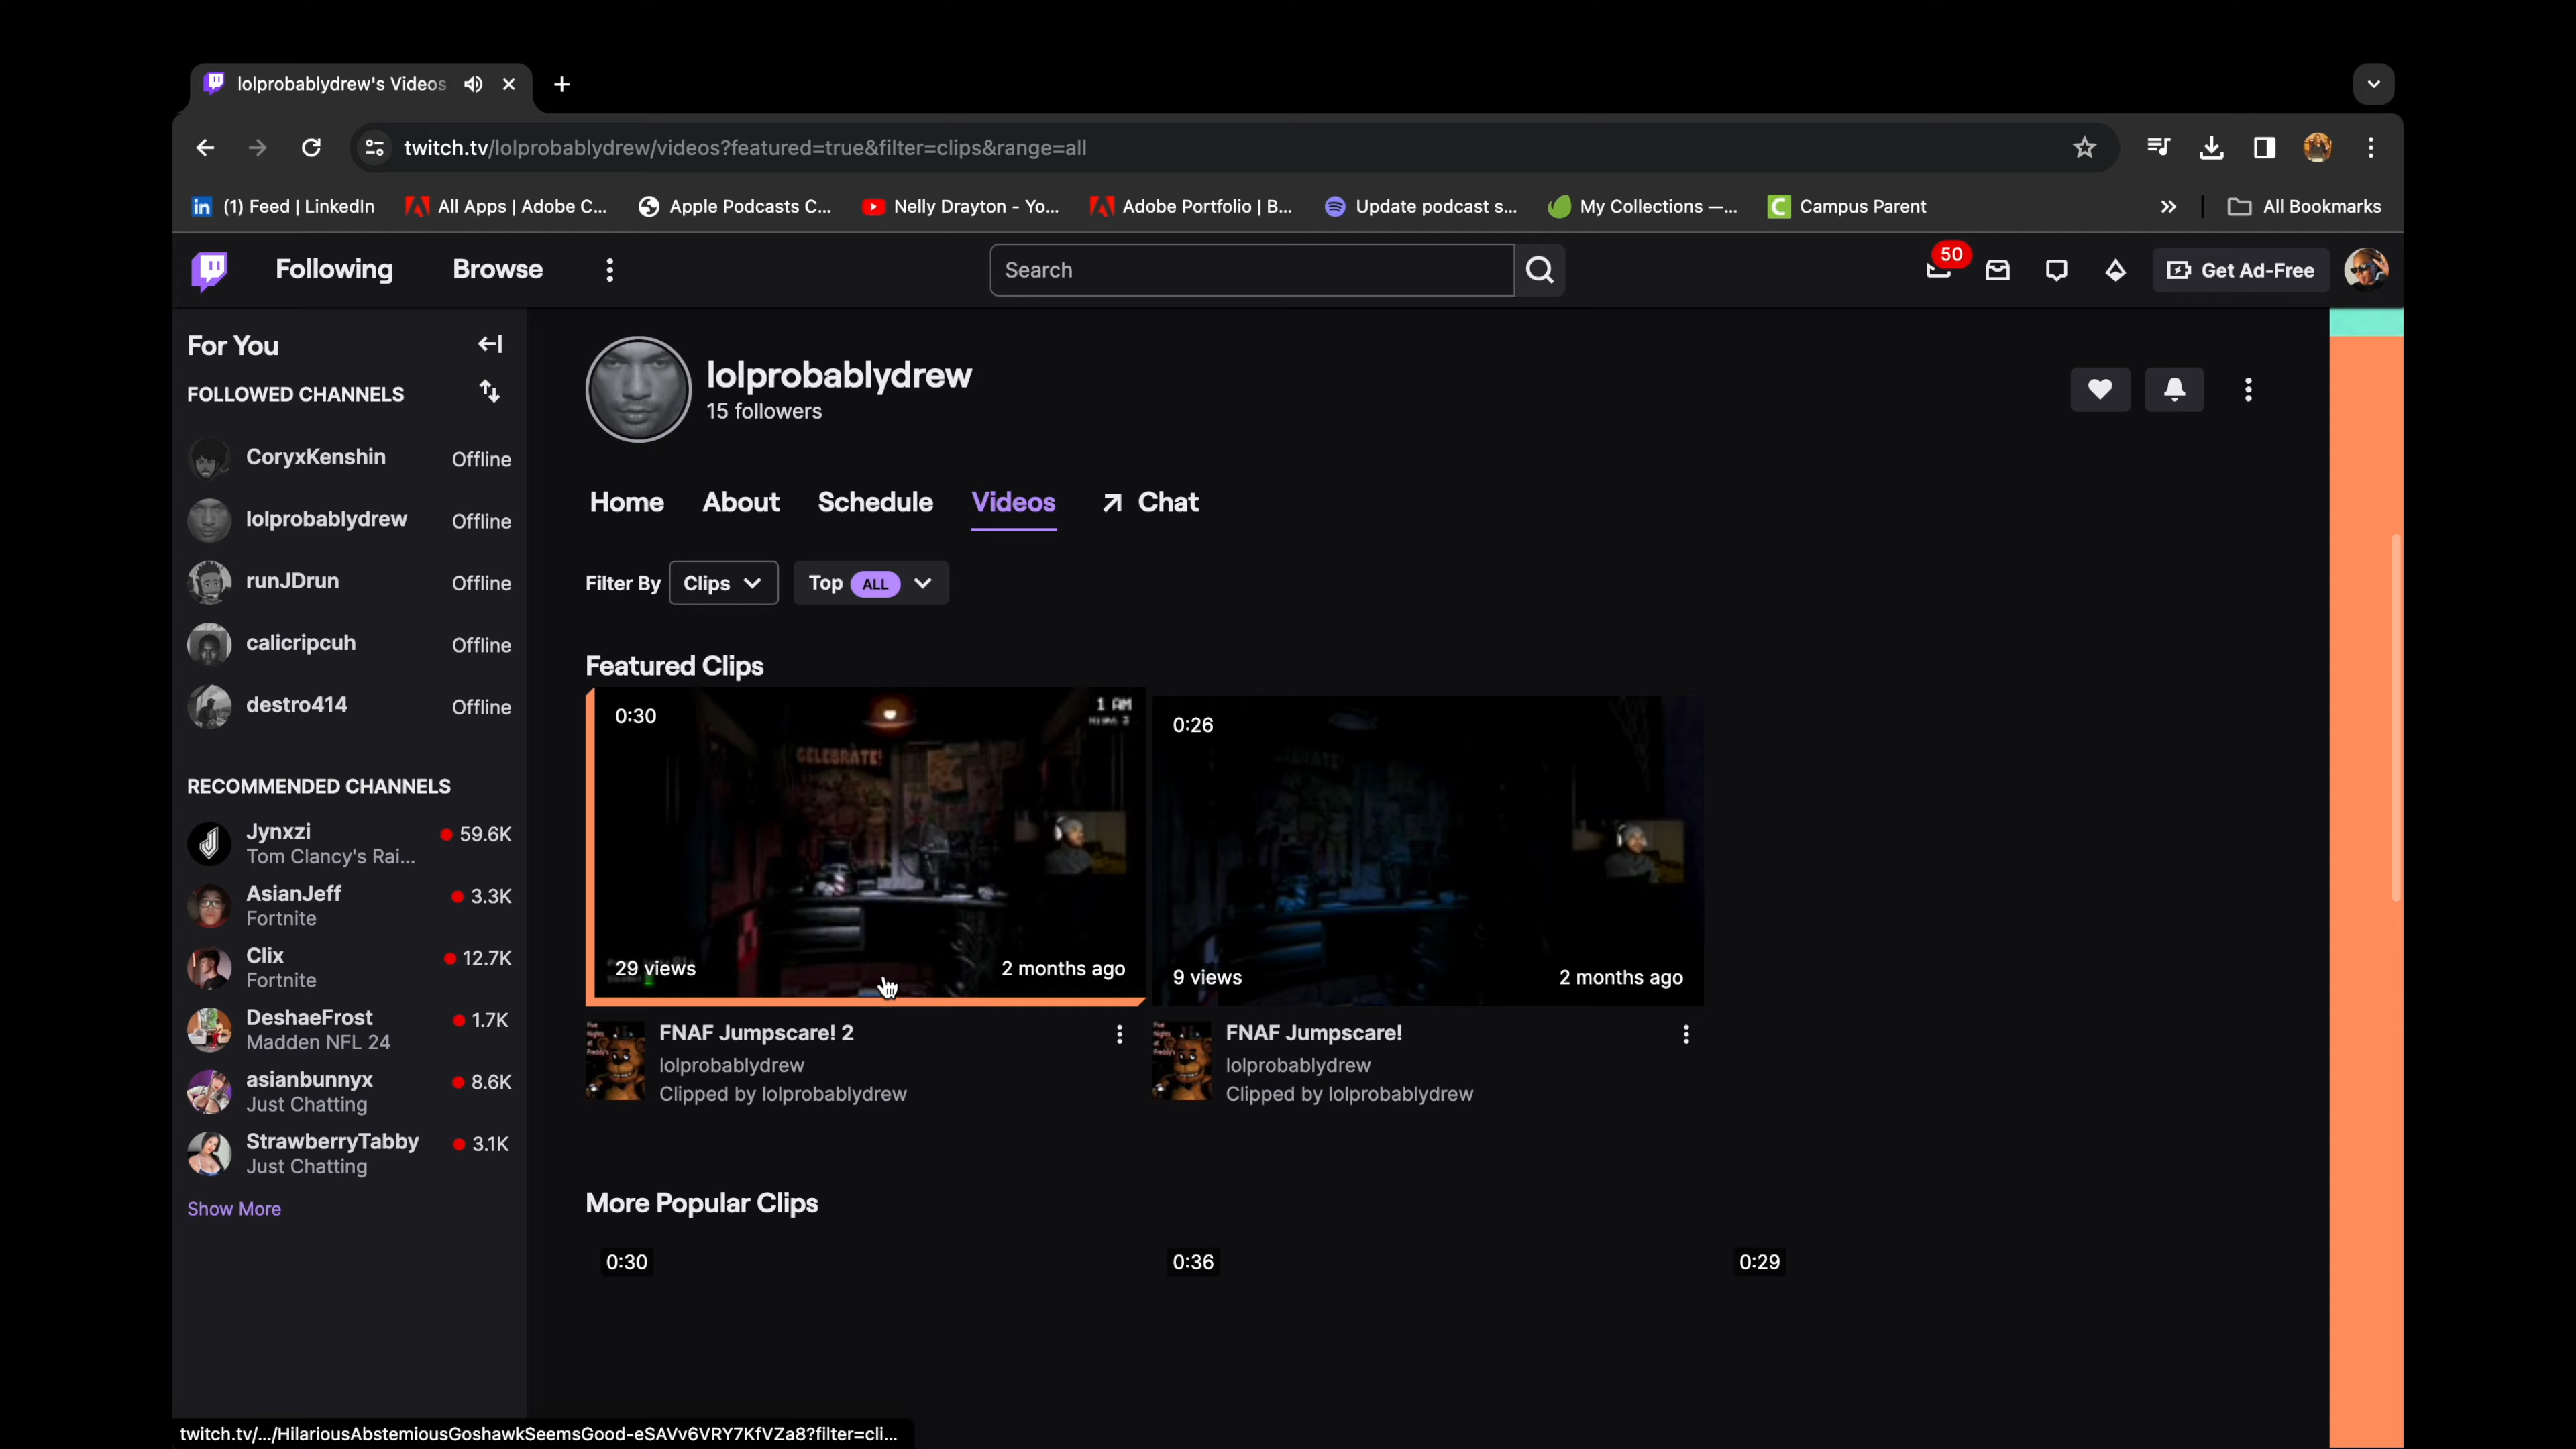 lolprobablydrew's Videos
twitch.tv/lolprobablydrew/videos?featured=true&filter=clips&range=all
(1) Feed | LinkedIn
All Apps | Adobe C...
Apple Podcasts C...
Nelly Drayton - Yo...
Adobe Portfolio | B...
Update podcast s...
My Collections —...
Campus Parent
All Bookmarks
Following
Browse
Search
50
Get Ad-Free
For You
FOLLOWED CHANNELS
CoryxKenshin
Offline
lolprobablydrew
Offline
runJDrun
Offline
calicripcuh
Offline
destro414
Offline
RECOMMENDED CHANNELS
Jynxzi
59.6K
Tom Clancy's Rai...
AsianJeff
3.3K
Fortnite
Clix
12.7K
Fortnite
DeshaeFrost
1.7K
Madden NFL 24
asianbunnyx
8.6K
Just Chatting
StrawberryTabby
3.1K
Just Chatting
Show More
lolprobablydrew
15 followers
Home
About
Schedule
Videos
Chat
Filter By
Clips
Top ALL
Featured Clips
0:30
1 AM
CELEBRATE!
29 views
2 months ago
FNAF Jumpscare! 2
lolprobablydrew
Clipped by lolprobablydrew
0:26
9 views
2 months ago
FNAF Jumpscare!
lolprobablydrew
Clipped by lolprobablydrew
More Popular Clips
0:30
0:36
0:29
twitch.tv/.../HilariousAbstemiousGoshawkSeemsGood-eSAVv6VRY7KfVZa8?filter=cli...